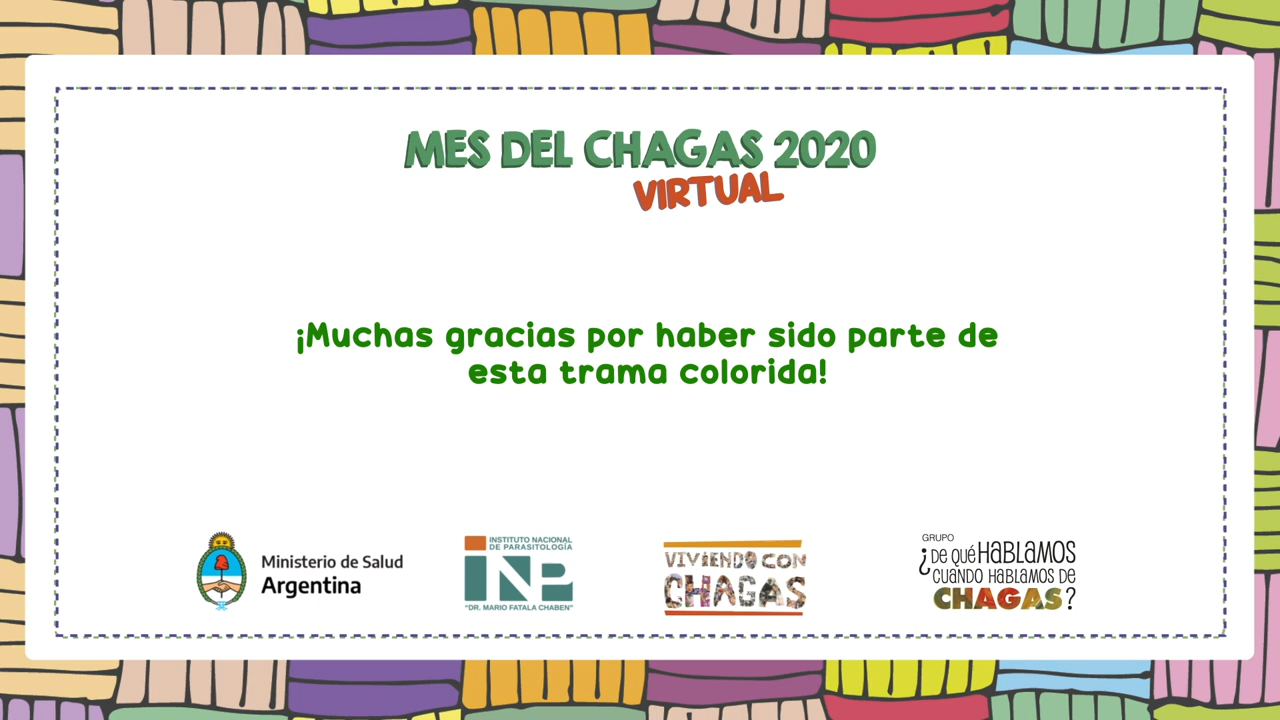 MES DEL CHAGAS 2020
VIRTUAL
¡Muchas gracias por haber sido parte de
esta trama colorida!
Ministerio de Salud
Argentina
INSTITUTO NACIONAL
DE PARASITOLOGÍA
INP
"DR. MARIO FATALA CHABEN"
VIVIENDO CON
CHAGAS
GRUPO
¿DE QUÉ HABLAMOS
CUANDO HABLAMOS DE
CHAGAS?